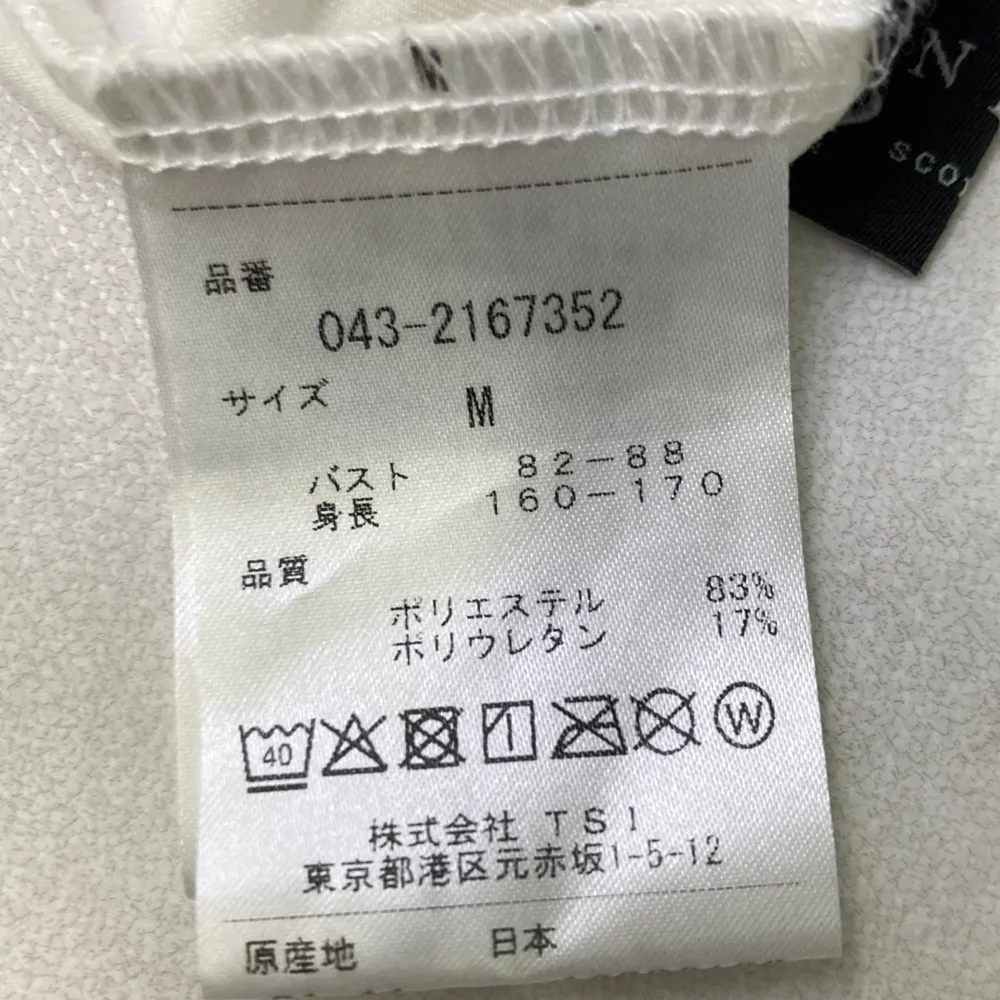 M
N
sco
品番
043-2167352
サイズ M
バスト 82-88
身長 160-170
品質
ポリエステル 83%
ポリウレタン 17%
40
W
株式会社 TSI
東京都港区元赤坂1-5-12
原産地 日本